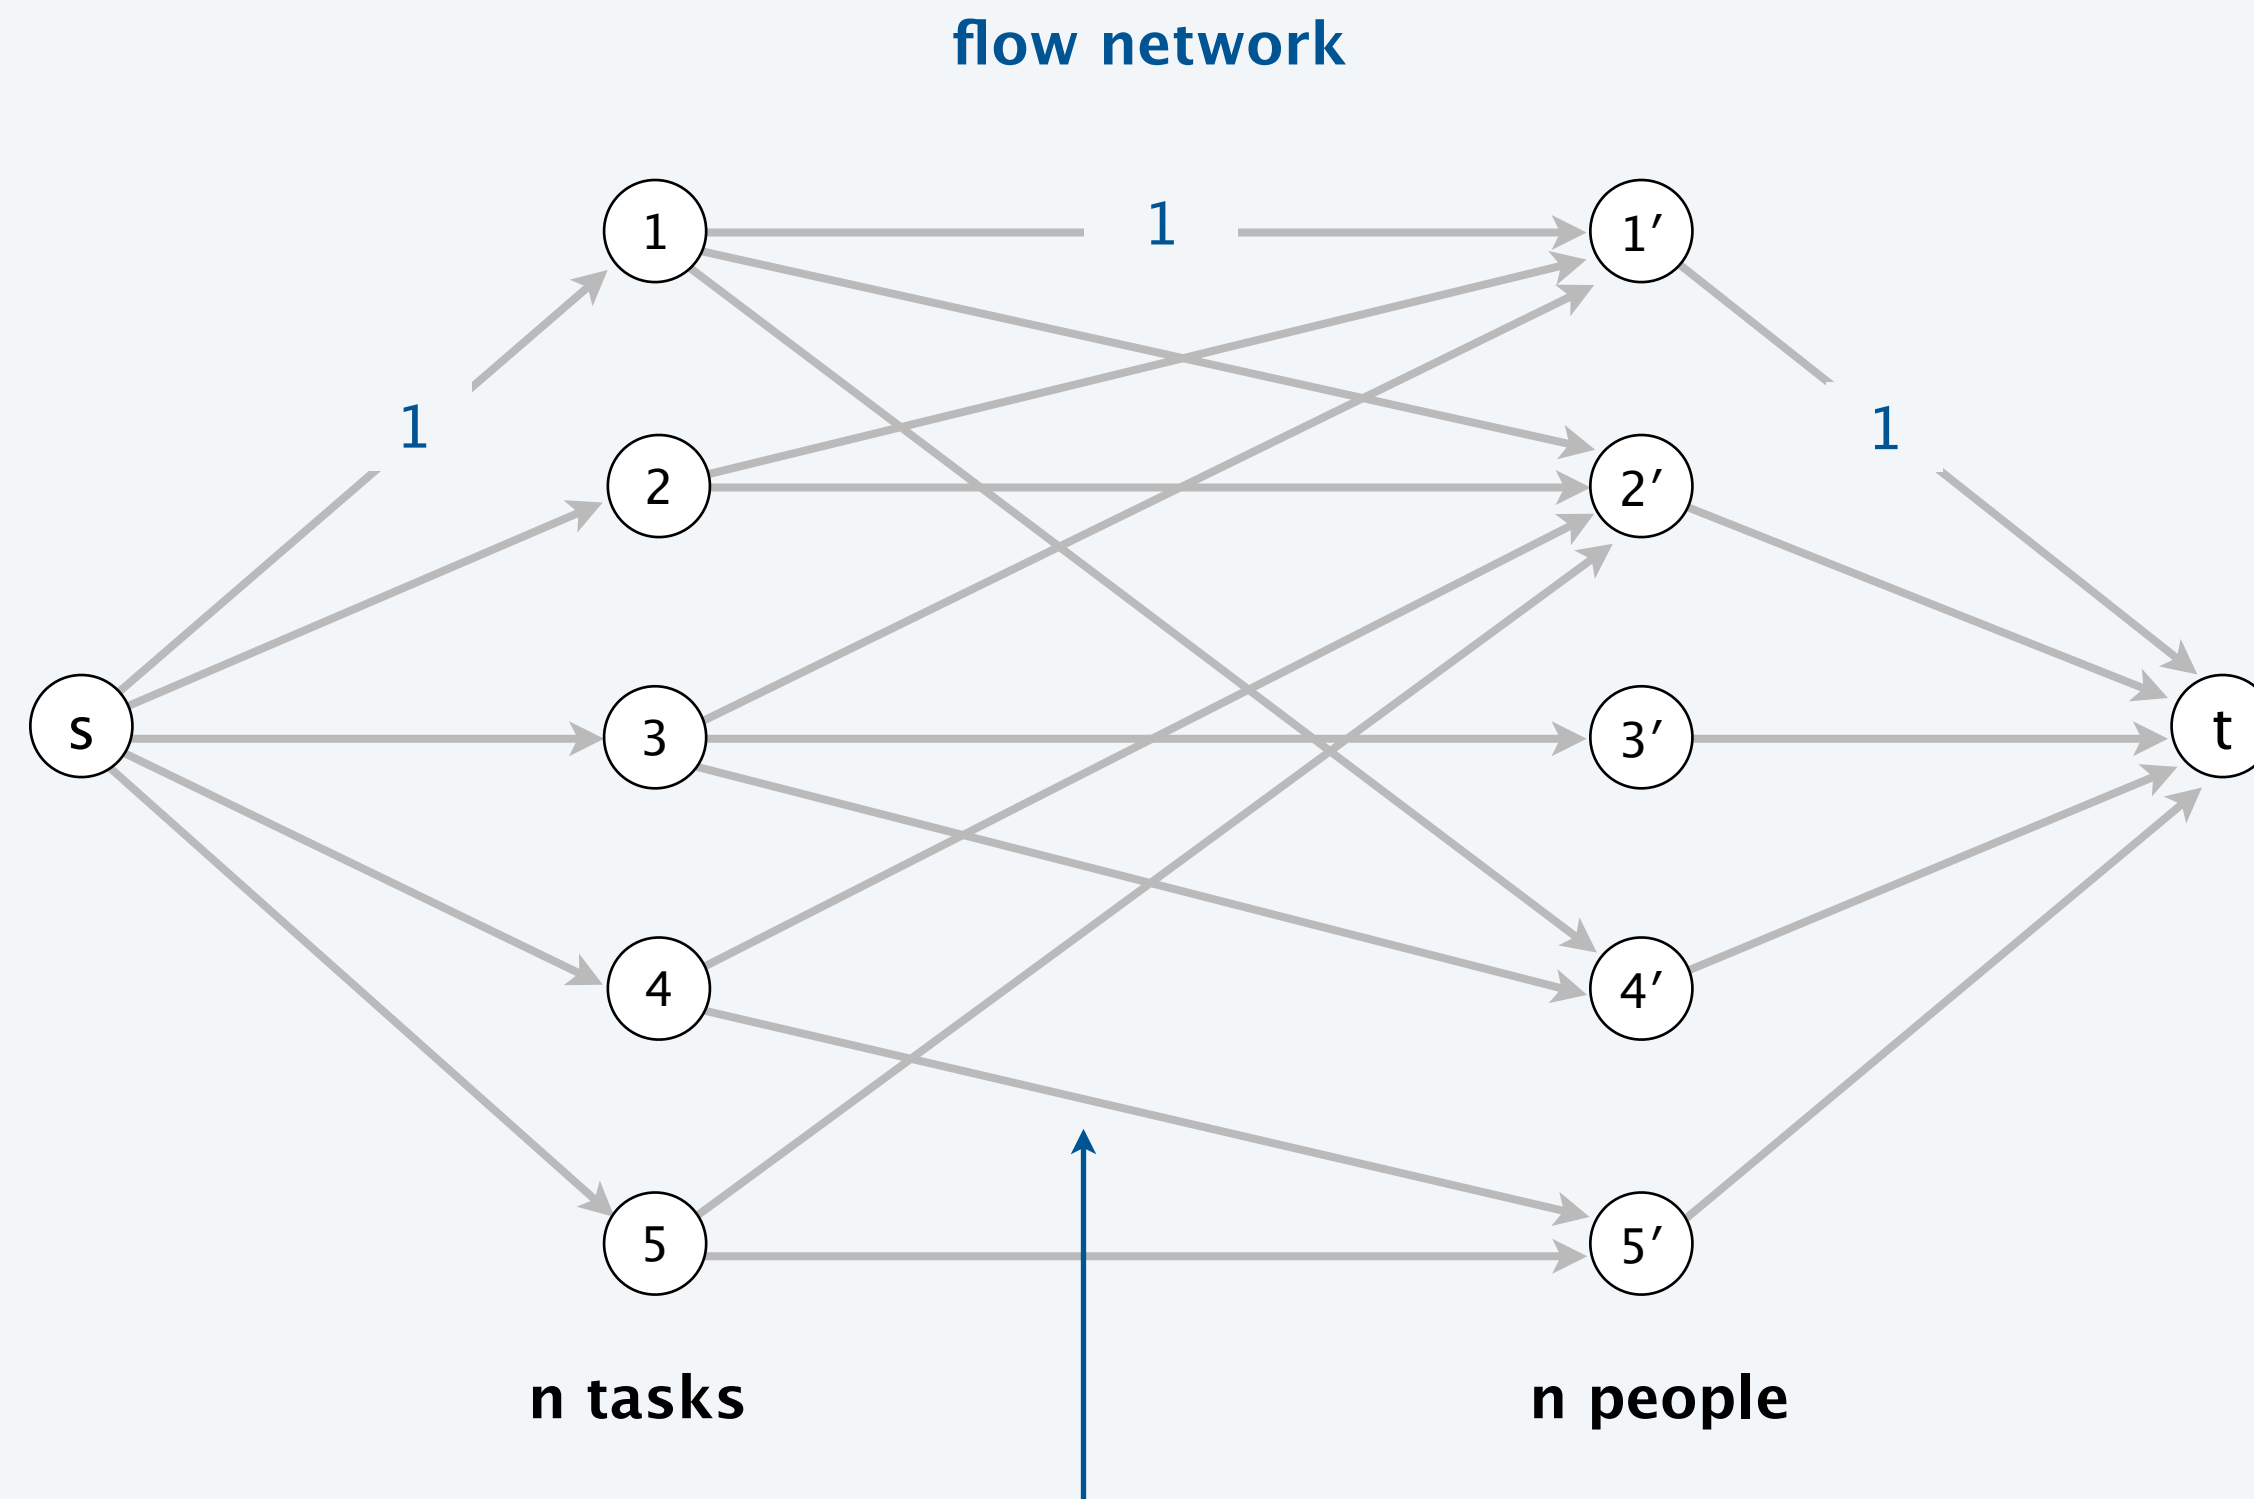 flow network
1 1 1′
1 1
2 2′
s 3 3′ t
4 4′
5 5′
n tasks n people